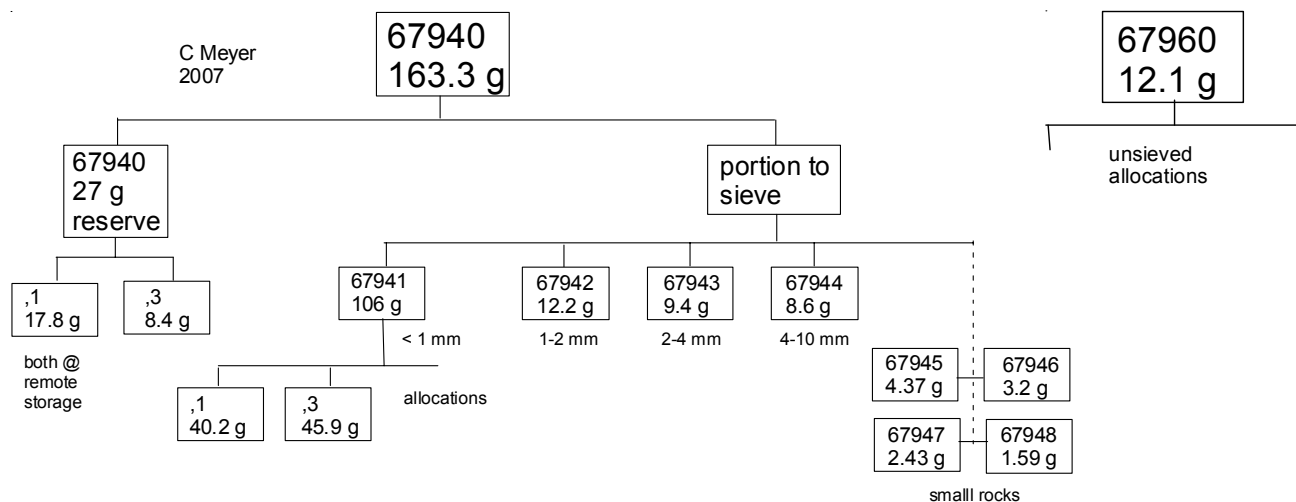 C Meyer
2007
67940
163.3 g
67960
12.1 g
67940
27 g
reserve
portion to
sieve
unsieved
allocations
,1
17.8 g
,3
8.4 g
both @
remote
storage
67941
106 g
< 1 mm
67942
12.2 g
1-2 mm
67943
9.4 g
2-4 mm
67944
8.6 g
4-10 mm
,1
40.2 g
,3
45.9 g
allocations
67945
4.37 g
67946
3.2 g
67947
2.43 g
67948
1.59 g
smalll rocks